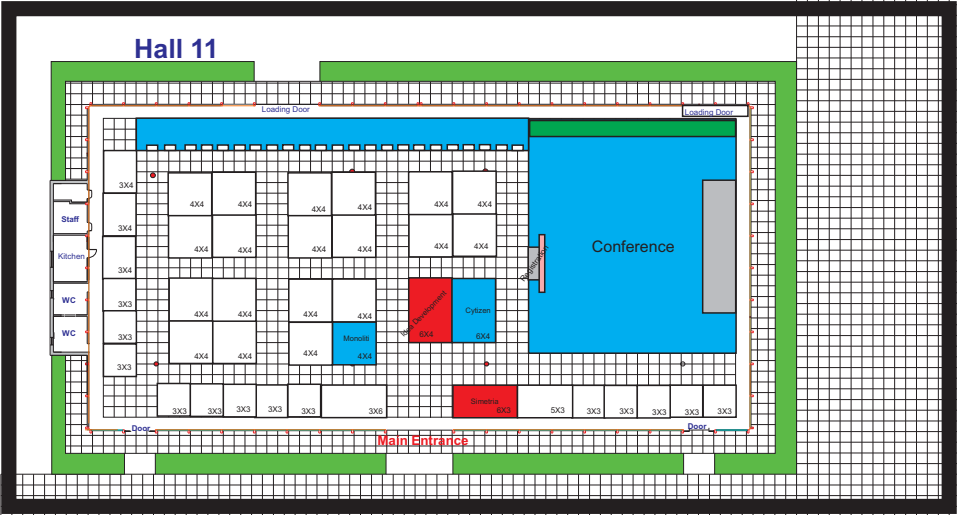 Hall 11
Loading Door
Loading Door
3X4
3X4
3X4
3X3
3X3
3X3
Staff
Kitchen
WC
WC
4X4
4X4
4X4
4X4
4X4
4X4
4X4
4X4
4X4
4X4
4X4
4X4
Conference
Registration
4X4
4X4
4X4
4X4
4X4
4X4
4X4
Monoliti
4X4
Idea Development
6X4
Cytizen
6X4
3X3
3X3
3X3
3X3
3X3
3X6
Simetria
6X3
5X3
3X3
3X3
3X3
3X3
3X3
Door
Main Entrance
Door